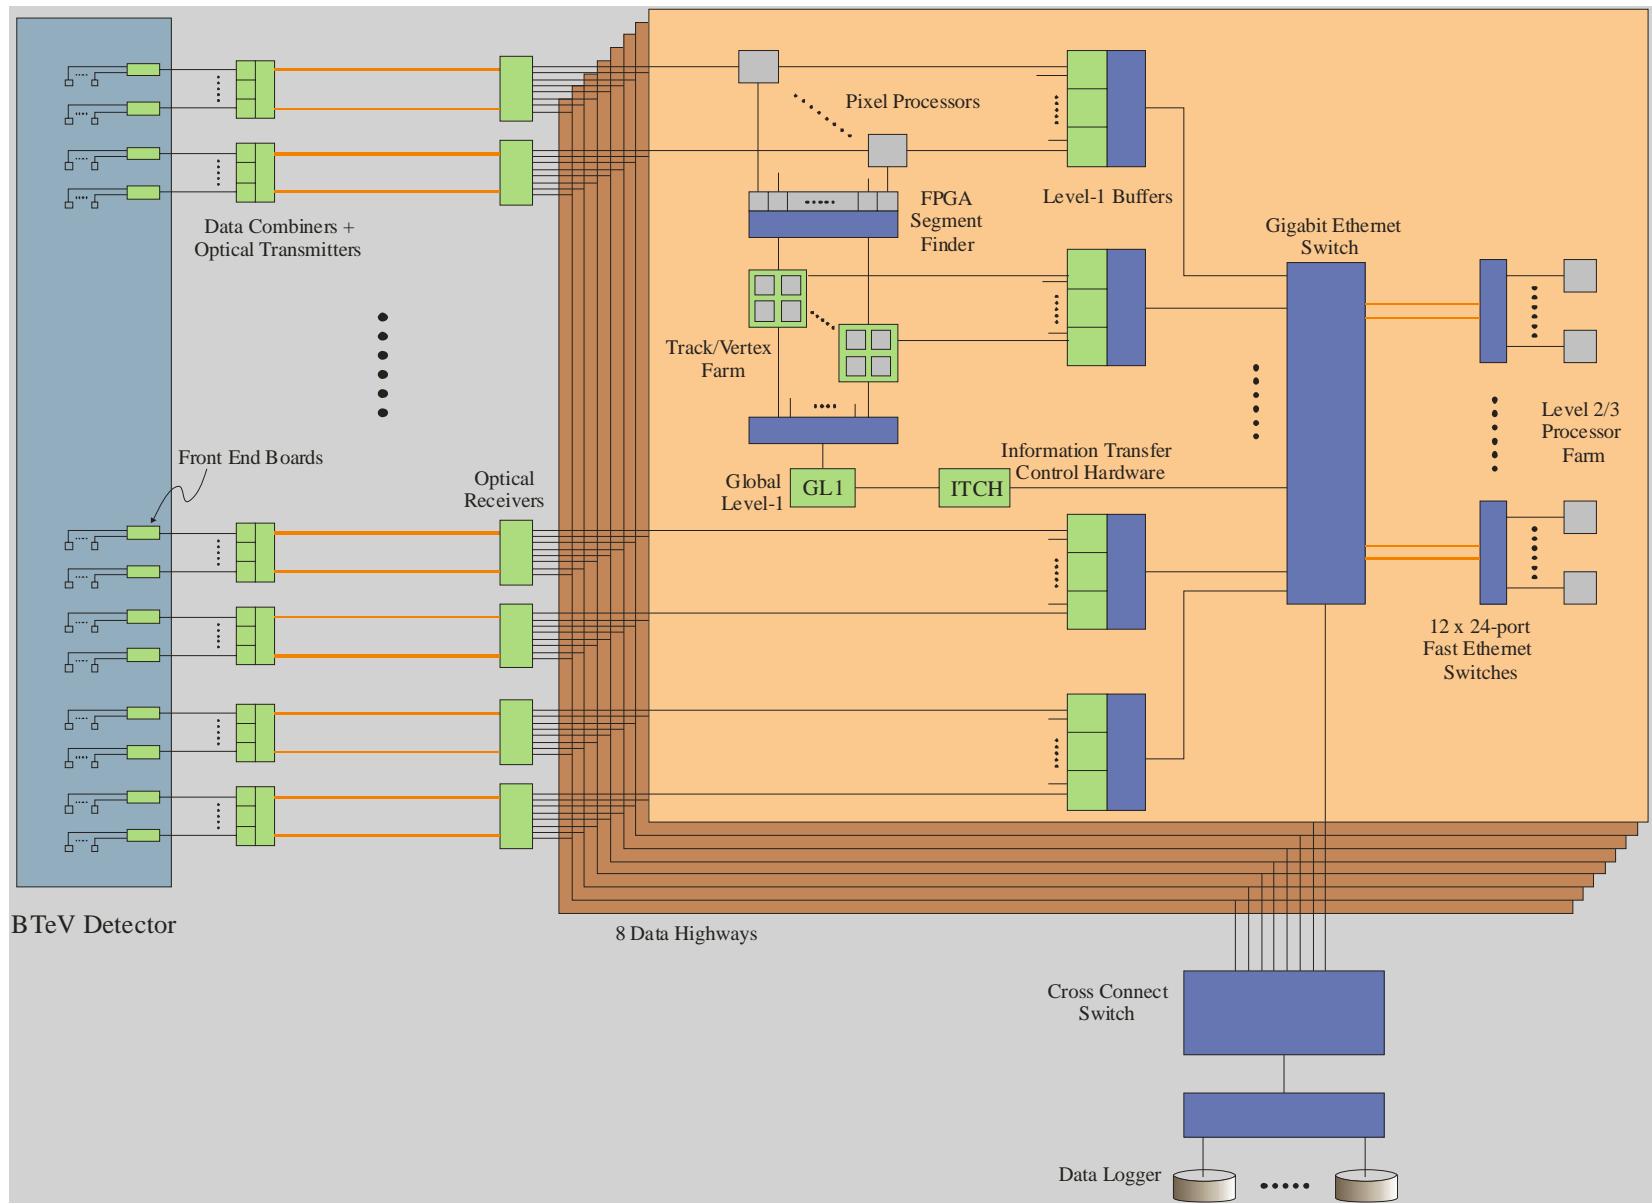 Pixel Processors
Data Combiners +
Optical Transmitters
FPGA
Segment
Finder
Level-1 Buffers
Gigabit Ethernet
Switch
Track/Vertex
Farm
Level 2/3
Processor
Farm
Front End Boards
Optical
Receivers
Global
Level-1
GL1
ITCH
Information Transfer
Control Hardware
12 x 24-port
Fast Ethernet
Switches
BTeV Detector
8 Data Highways
Cross Connect
Switch
Data Logger